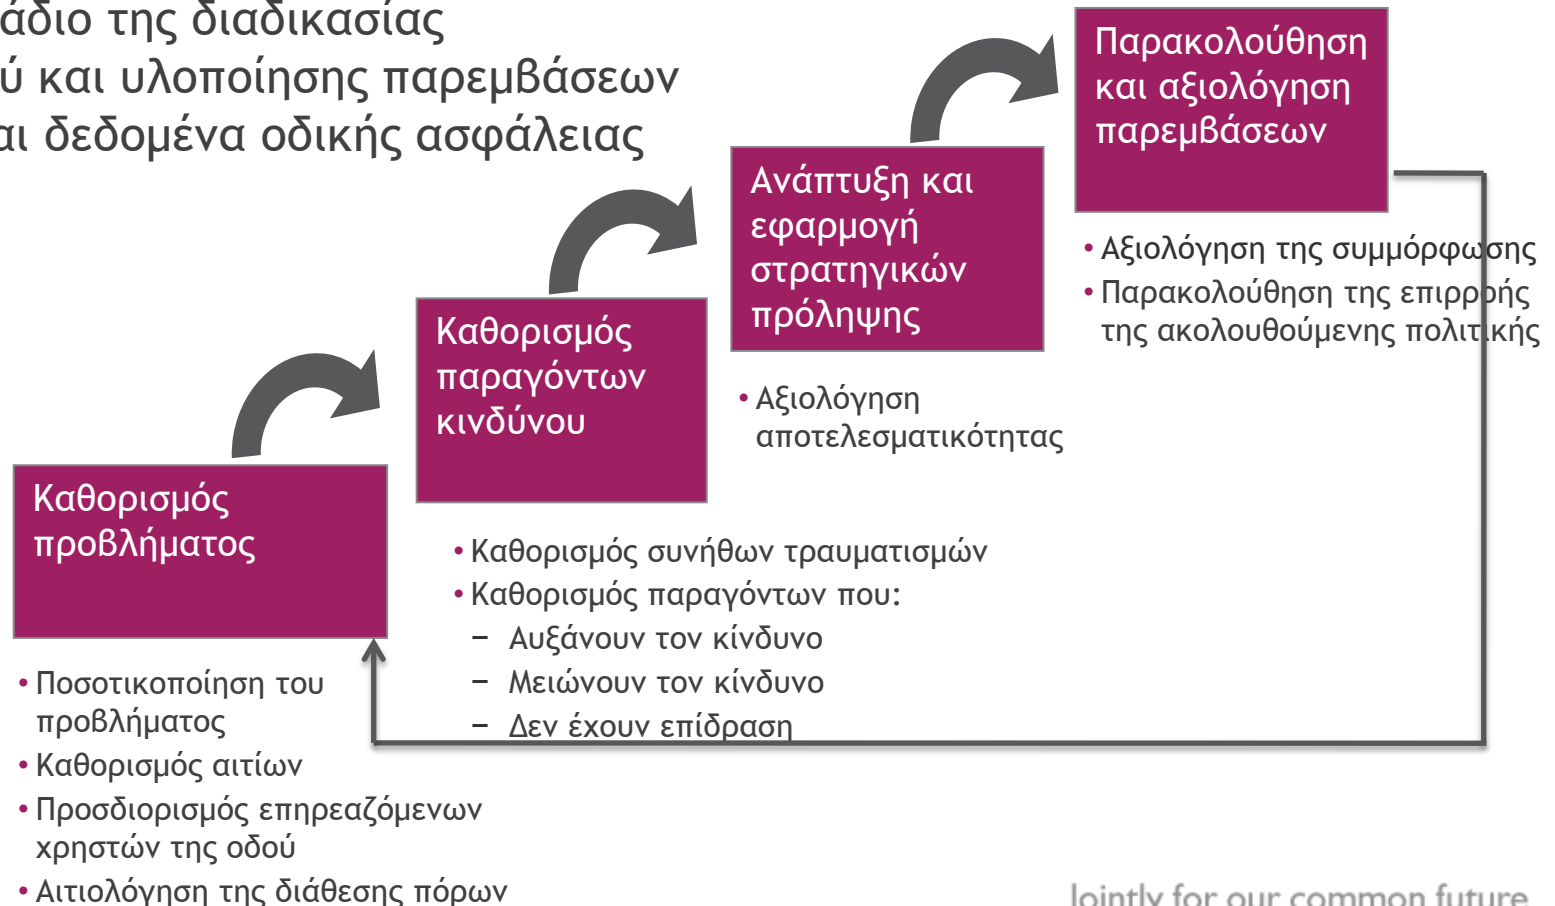 της διαδικασίας
και υλοποίησης παρεμβάσεων
δεδομένα οδικής ασφάλειας
Παρακολούθηση
και αξιολόγηση
παρεμβάσεων
Ανάπτυξη και
εφαρμογή
στρατηγικών
πρόληψης
• Αξιολόγηση της συμμόρφωσης
• Παρακολούθηση της επιρροής
της ακολουθούμενης πολιτικής
Καθορισμός
παραγόντων
κινδύνου
• Αξιολόγηση
αποτελεσματικότητας
Καθορισμός
προβλήματος
• Καθορισμός συνήθων τραυματισμών
• Καθορισμός παραγόντων που:
– Αυξάνουν τον κίνδυνο
– Μειώνουν τον κίνδυνο
– Δεν έχουν επίδραση
• Ποσοτικοποίηση του
προβλήματος
• Καθορισμός αιτίων
• Προσδιορισμός επηρεαζόμενων
χρηστών της οδού
• Αιτιολόγηση της διάθεσης πόρων
Jointly for our common future